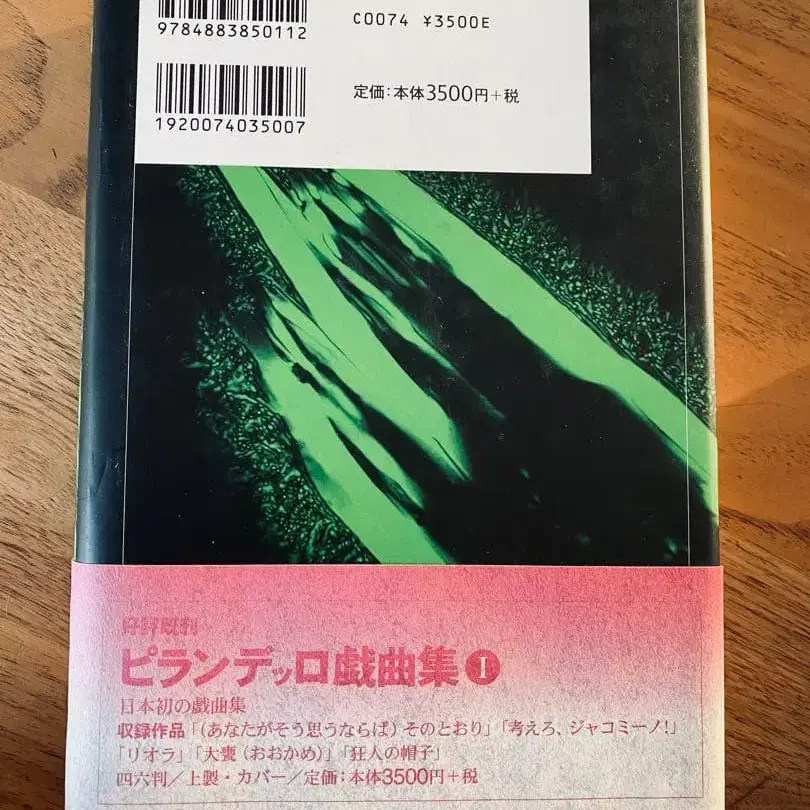 9784883850112
C0074 ¥3500E
1920074035007
定価:本体3500円+税
好評既刊
ピランデッロ戯曲集 I
日本初の戯曲集
収録作品「(あなたがそう思うならば)そのとおり」「考えろ、ジャコミーノ!」
「リオラ」「大甕(おおかめ)」「狂人の帽子」
四六判/上製・カバー/定価:本体3500円+税